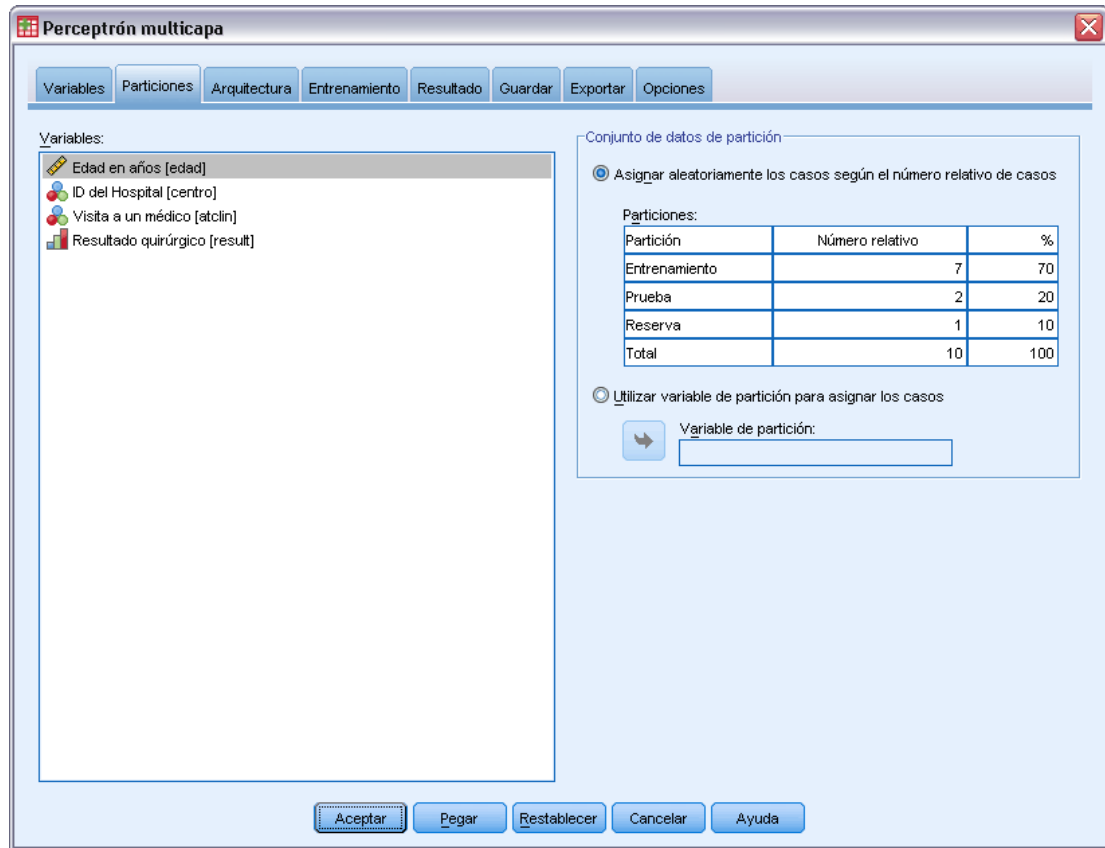 Perceptrón multicapa
Variables Particiones Arquitectura Entrenamiento Resultado Guardar Exportar Opciones
Variables:
Edad en años [edad]
ID del Hospital [centro]
Visita a un médico [atclin]
Resultado quirúrgico [result]
Conjunto de datos de partición
Asignar aleatoriamente los casos según el número relativo de casos
Particiones:
Partición Número relativo %
Entrenamiento 7 70
Prueba 2 20
Reserva 1 10
Total 10 100
Utilizar variable de partición para asignar los casos
Variable de partición:
Aceptar Pegar Restablecer Cancelar Ayuda